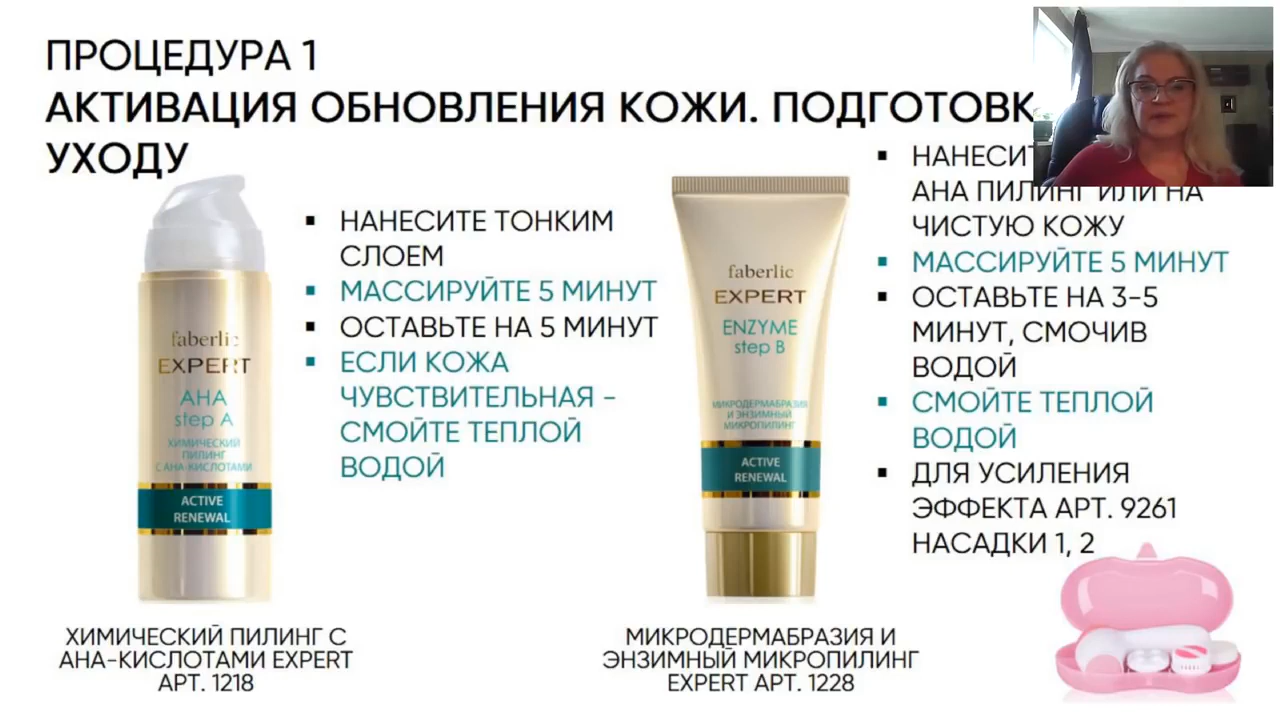 ПРОЦЕДУРА 1
АКТИВАЦИЯ ОБНОВЛЕНИЯ КОЖИ. ПОДГОТОВК
УХОДУ
НАНЕСИТЕ ТОНКИМ
СЛОЕМ
МАССИРУЙТЕ 5 МИНУТ
ОСТАВЬТЕ НА 5 МИНУТ
ЕСЛИ КОЖА
ЧУВСТВИТЕЛЬНАЯ –
СМОЙТЕ ТЕПЛОЙ
ВОДОЙ
НАНЕСИТ
АНА ПИЛИНГ ИЛИ НА
ЧИСТУЮ КОЖУ
МАССИРУЙТЕ 5 МИНУТ
ОСТАВЬТЕ НА 3-5
МИНУТ, СМОЧИВ
ВОДОЙ
СМОЙТЕ ТЕПЛОЙ
ВОДОЙ
ДЛЯ УСИЛЕНИЯ
ЭФФЕКТА АРТ. 9261
НАСАДКИ 1, 2
faberlic
EXPERT
AHA
step A
ХИМИЧЕСКИЙ
ПИЛИНГ
С АНА-КИСЛОТАМИ
ACTIVE
RENEWAL
faberlic
EXPERT
ENZYME
step B
МИКРОДЕРМАБРАЗИЯ
И ЭНЗИМНЫЙ
МИКРОПИЛИНГ
ACTIVE
RENEWAL
ХИМИЧЕСКИЙ ПИЛИНГ С
АНА-КИСЛОТАМИ EXPERT
АРТ. 1218
МИКРОДЕРМАБРАЗИЯ И
ЭНЗИМНЫЙ МИКРОПИЛИНГ
EXPERT АРТ. 1228